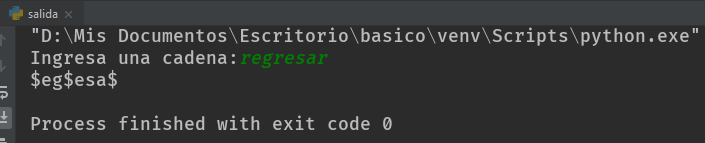 salida
"D:\Mis Documentos\Escritorio\basico\venv\Scripts\python.exe"
Ingresa una cadena:regresar
$eg$esa$
Process finished with exit code 0